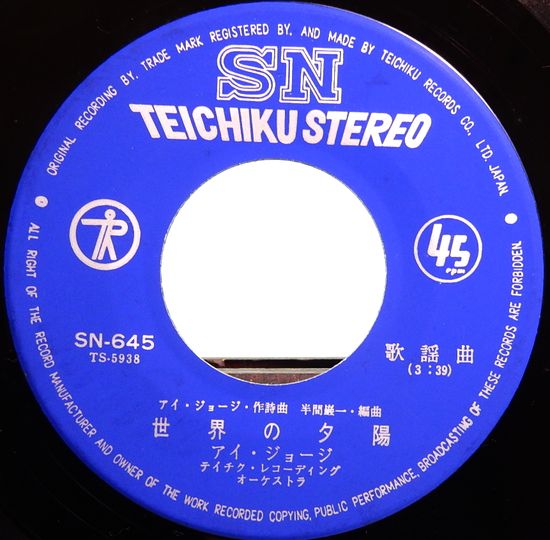 ORIGINAL RECORDING BY, TRADE MARK REGISTERED BY, AND MADE BY TEICHIKU RECORDS CO., LTD. JAPAN.
SN
TEICHIKU STEREO
45
rpm
SN-645
TS-5938
歌謡曲
(3:39)
アイ・ジョージ・作詩曲 半間巌一・編曲
世界の夕陽
アイ・ジョージ
テイチク・レコーディング
オーケストラ
ALL RIGHT OF THE RECORD MANUFACTURER AND OWNER OF THE WORK RECORDED COPYING, PUBLIC PERFORMANCE, BROADCASTING OF THESE RECORDS ARE FORBIDDEN.